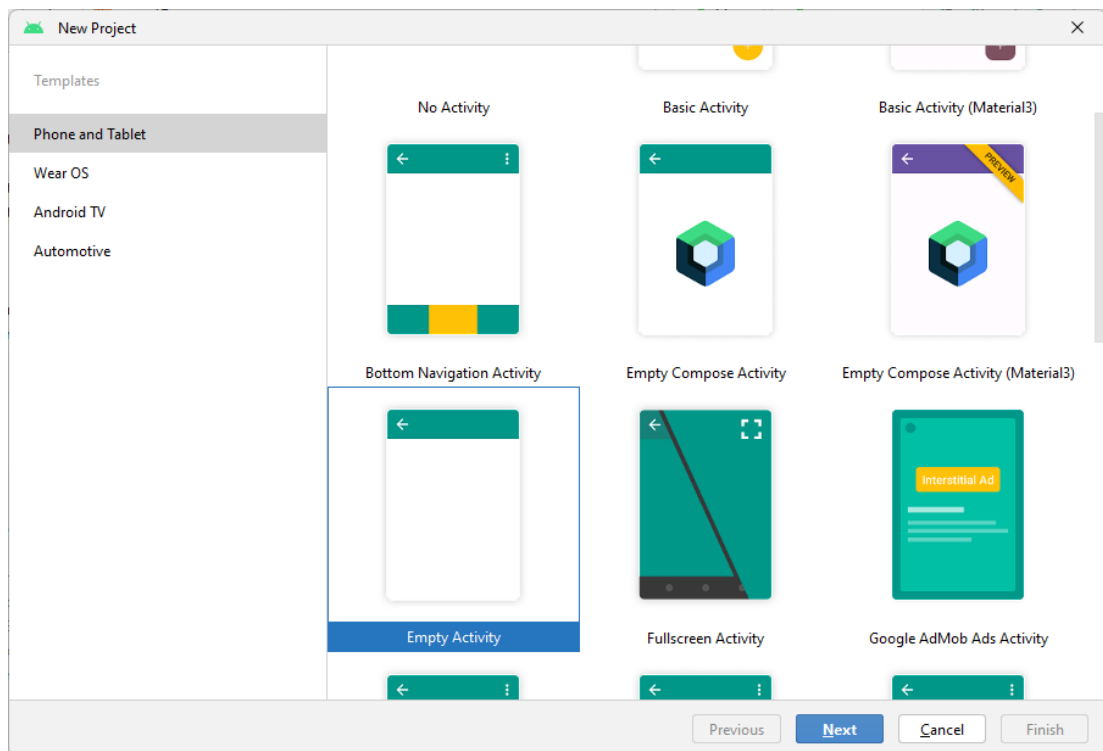 New Project
Templates
Phone and Tablet
Wear OS
Android TV
Automotive
No Activity
Basic Activity
Basic Activity (Material3)
PREVIEW
Bottom Navigation Activity
Empty Compose Activity
Empty Compose Activity (Material3)
Interstitial Ad
Empty Activity
Fullscreen Activity
Google AdMob Ads Activity
Previous
Next
Cancel
Finish